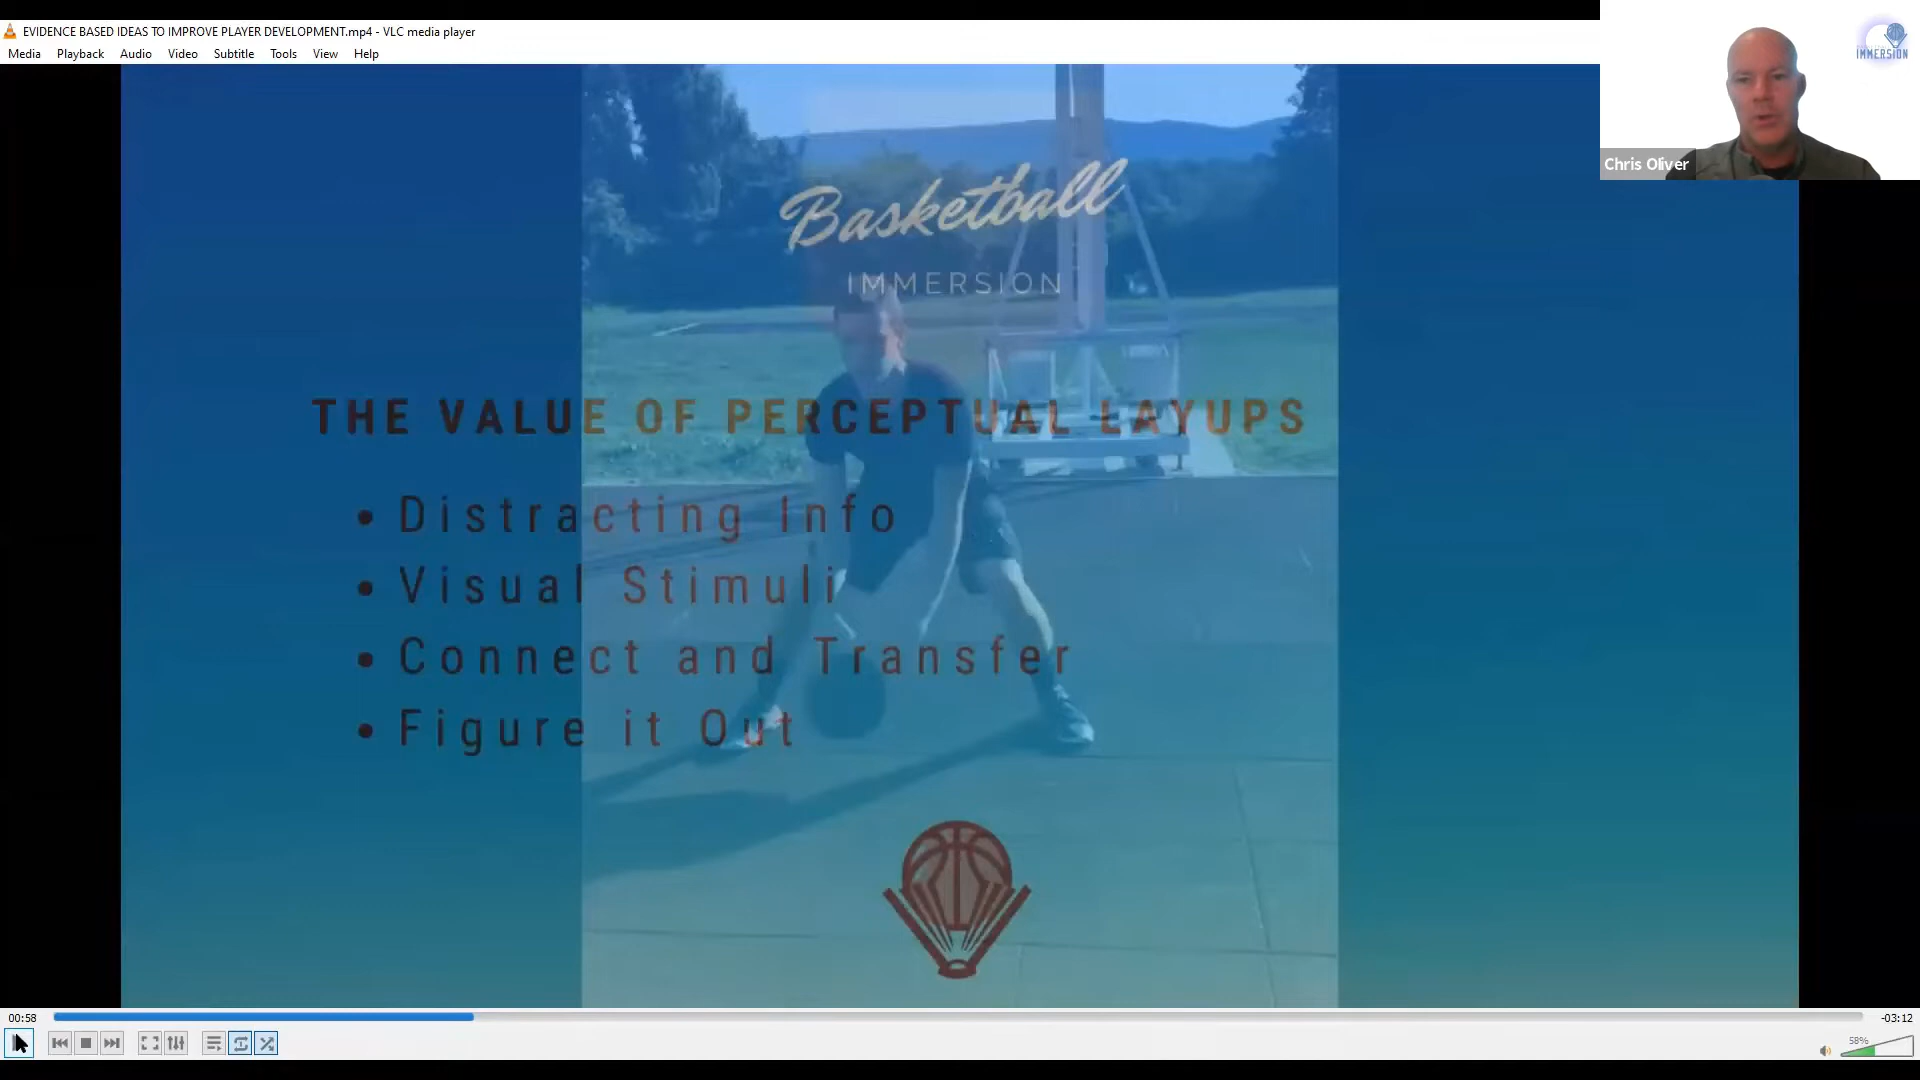 EVIDENCE BASED IDEAS TO IMPROVE PLAYER DEVELOPMENT.mp4 - VLC media player
Media Playback Audio Video Subtitle Tools View Help
IMMERSION
Chris Oliver
Basketball
IMMERSION
THE VALUE OF PERCEPTUAL LAYUPS
• Distracting Info
• Visual Stimuli
• Connect and Transfer
• Figure it Out
00:58
-03:12
58%